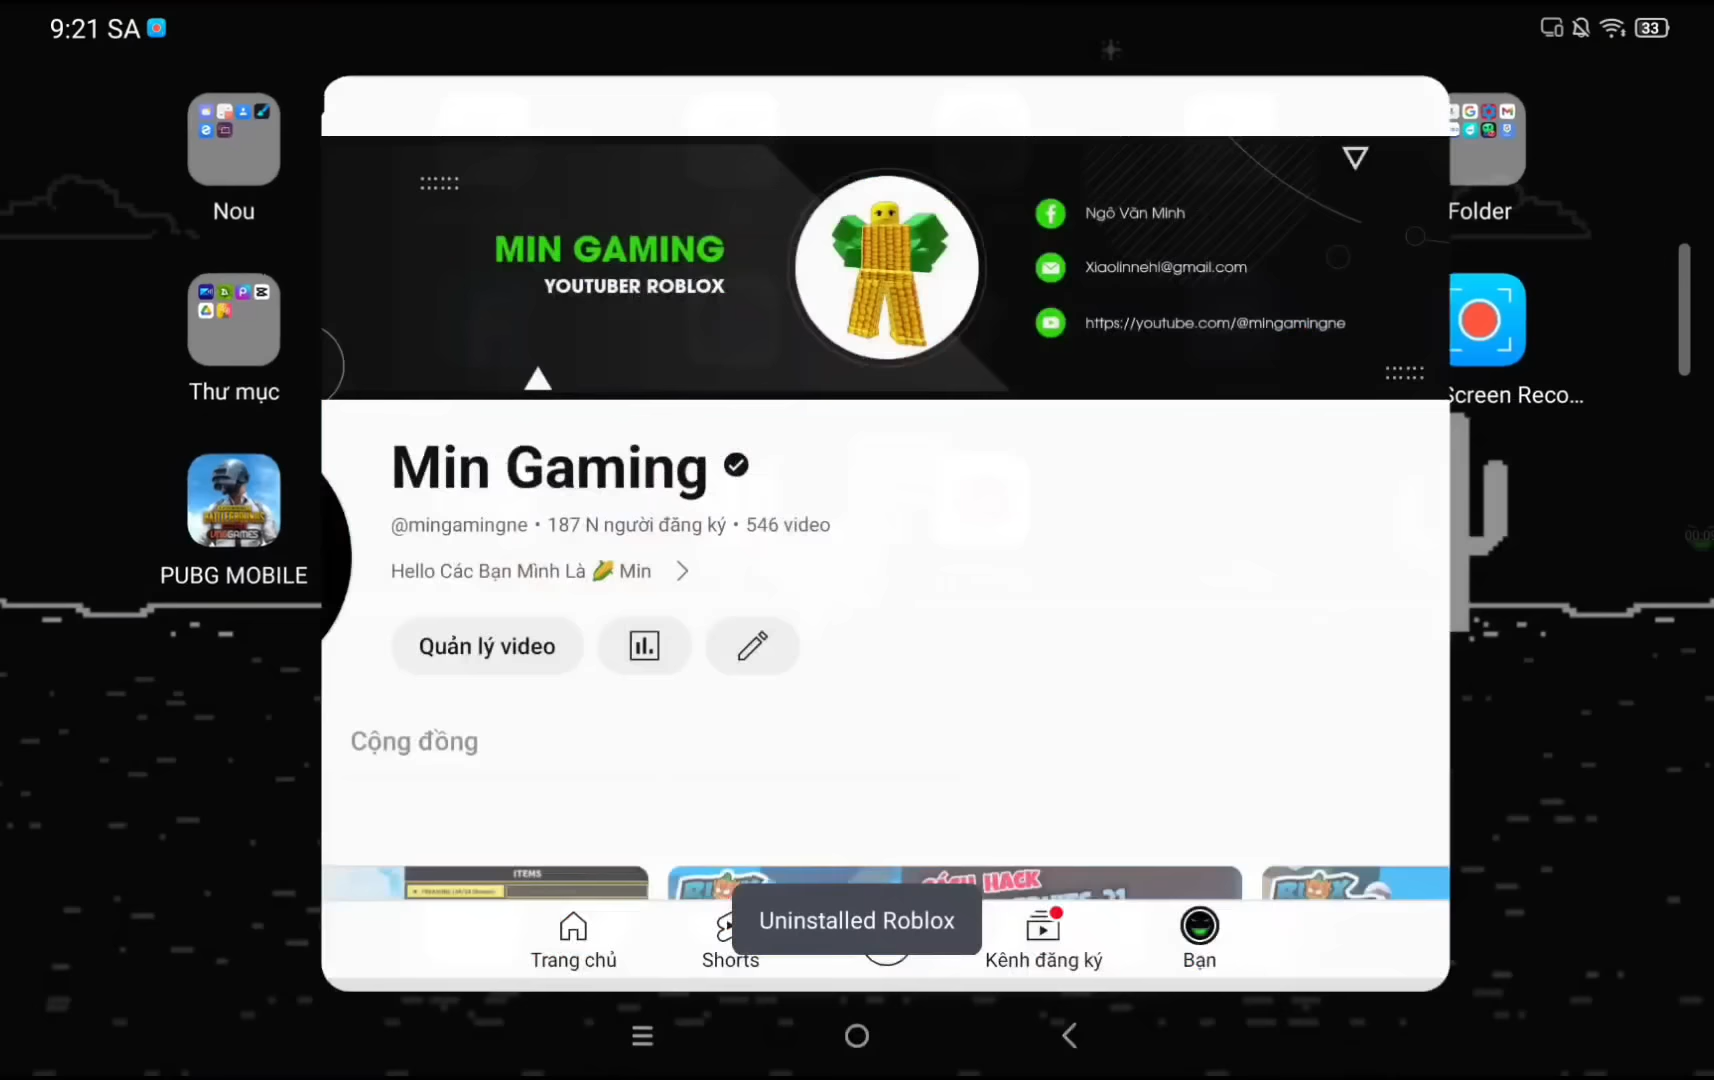 9:21 SA
33
Nou
Thư mục
PUBG MOBILE
MIN GAMING
YOUTUBER ROBLOX
Ngô Văn Minh
Xiaolinnehi@gmail.com
https://youtube.com/@mingamingne
Folder
Screen Reco...
Min Gaming
@mingamingne • 187 N người đăng ký • 546 video
Hello Các Bạn Mình Là 🌽 Min
Quản lý video
Cộng đồng
ITEMS
CÁCH HACK
Uninstalled Roblox
Trang chủ
Shorts
Kênh đăng ký
Bạn